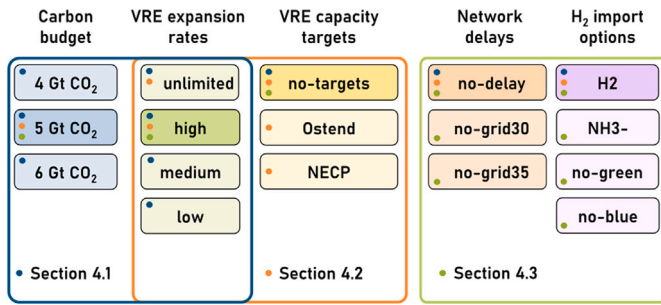 Carbon budget
VRE expansion rates
VRE capacity targets
Network delays
H₂ import options
4 Gt CO₂
unlimited
no-targets
no-delay
H2
5 Gt CO₂
high
Ostend
no-grid30
NH3-
6 Gt CO₂
medium
NECP
no-grid35
no-green
low
no-blue
Section 4.1
Section 4.2
Section 4.3